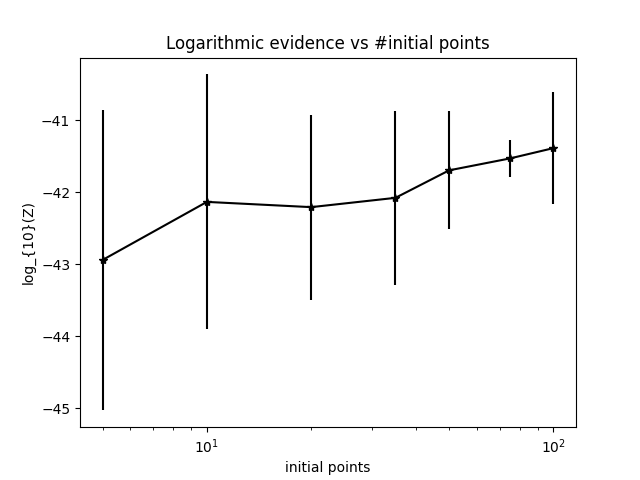 Logarithmic evidence vs #initial points
−41
−42
−43
−44
−45
log_{10}(Z)
10¹
10²
initial points